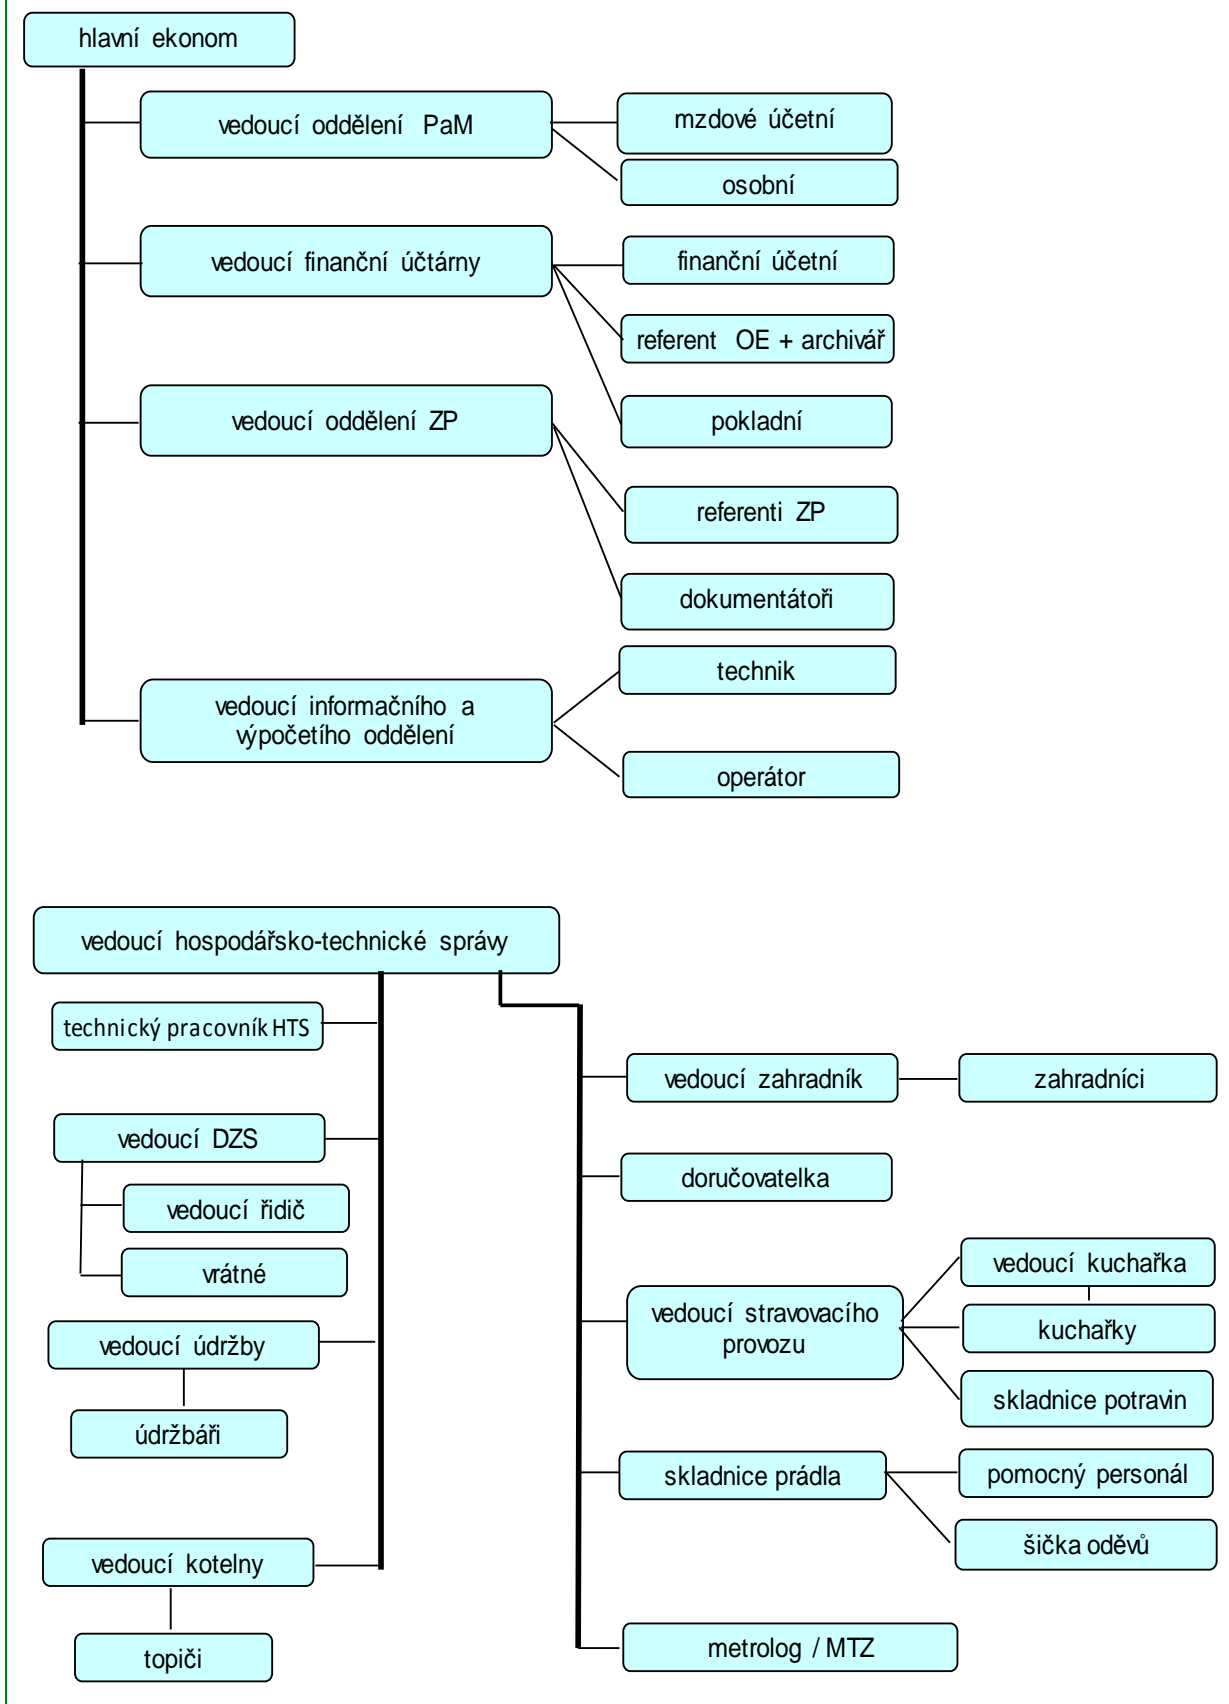 hlavní ekonom
vedoucí oddělení PaM
mzdové účetní
osobní
vedoucí finanční účtárny
finanční účetní
referent OE + archivář
pokladní
vedoucí oddělení ZP
referenti ZP
dokumentátoři
vedoucí informačního a
výpočetího oddělení
technik
operátor
vedoucí hospodářsko-technické správy
technický pracovník HTS
vedoucí DZS
vedoucí řidič
vrátné
vedoucí údržby
údržbáři
vedoucí kotelny
topiči
vedoucí zahradník
zahradníci
doručovatelka
vedoucí stravovacího
provozu
vedoucí kuchařka
kuchařky
skladnice potravin
skladnice prádla
pomocný personál
šička oděvů
metrolog / MTZ